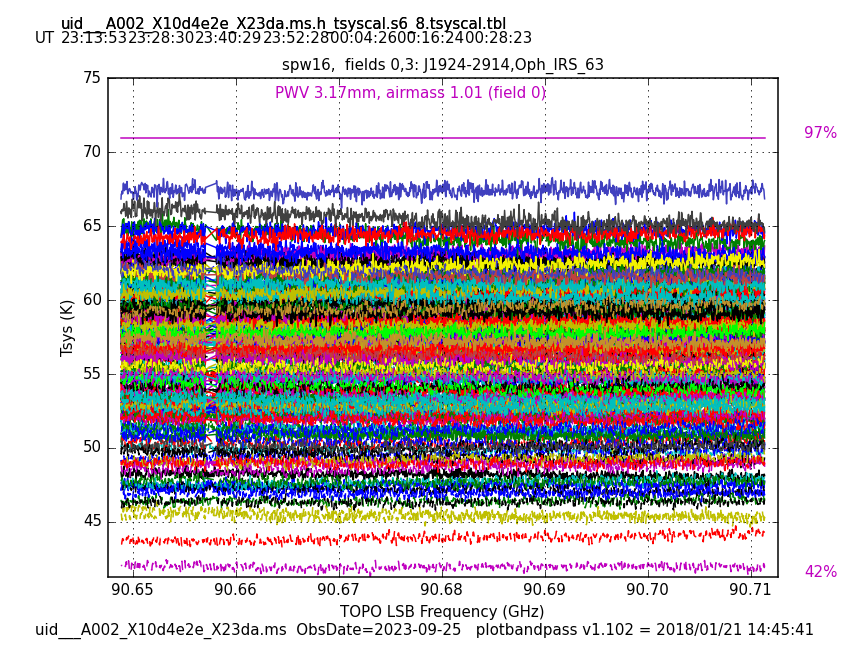 uid___A002_X10d4e2e_X23da.ms.h_tsyscal.s6_8.tsyscal.tbl
UT 23:13:53 23:28:30 23:40:29 23:52:28 00:04:26 00:16:24 00:28:23
spw16,  fields 0,3: J1924-2914,Oph_IRS_63
PWV 3.17mm, airmass 1.01 (field 0)
75
97%
70
65
60
Tsys (K)
55
50
45
42%
90.65 90.66 90.67 90.68 90.69 90.70 90.71
TOPO LSB Frequency (GHz)
uid___A002_X10d4e2e_X23da.ms  ObsDate=2023-09-25   plotbandpass v1.102 = 2018/01/21 14:45:41